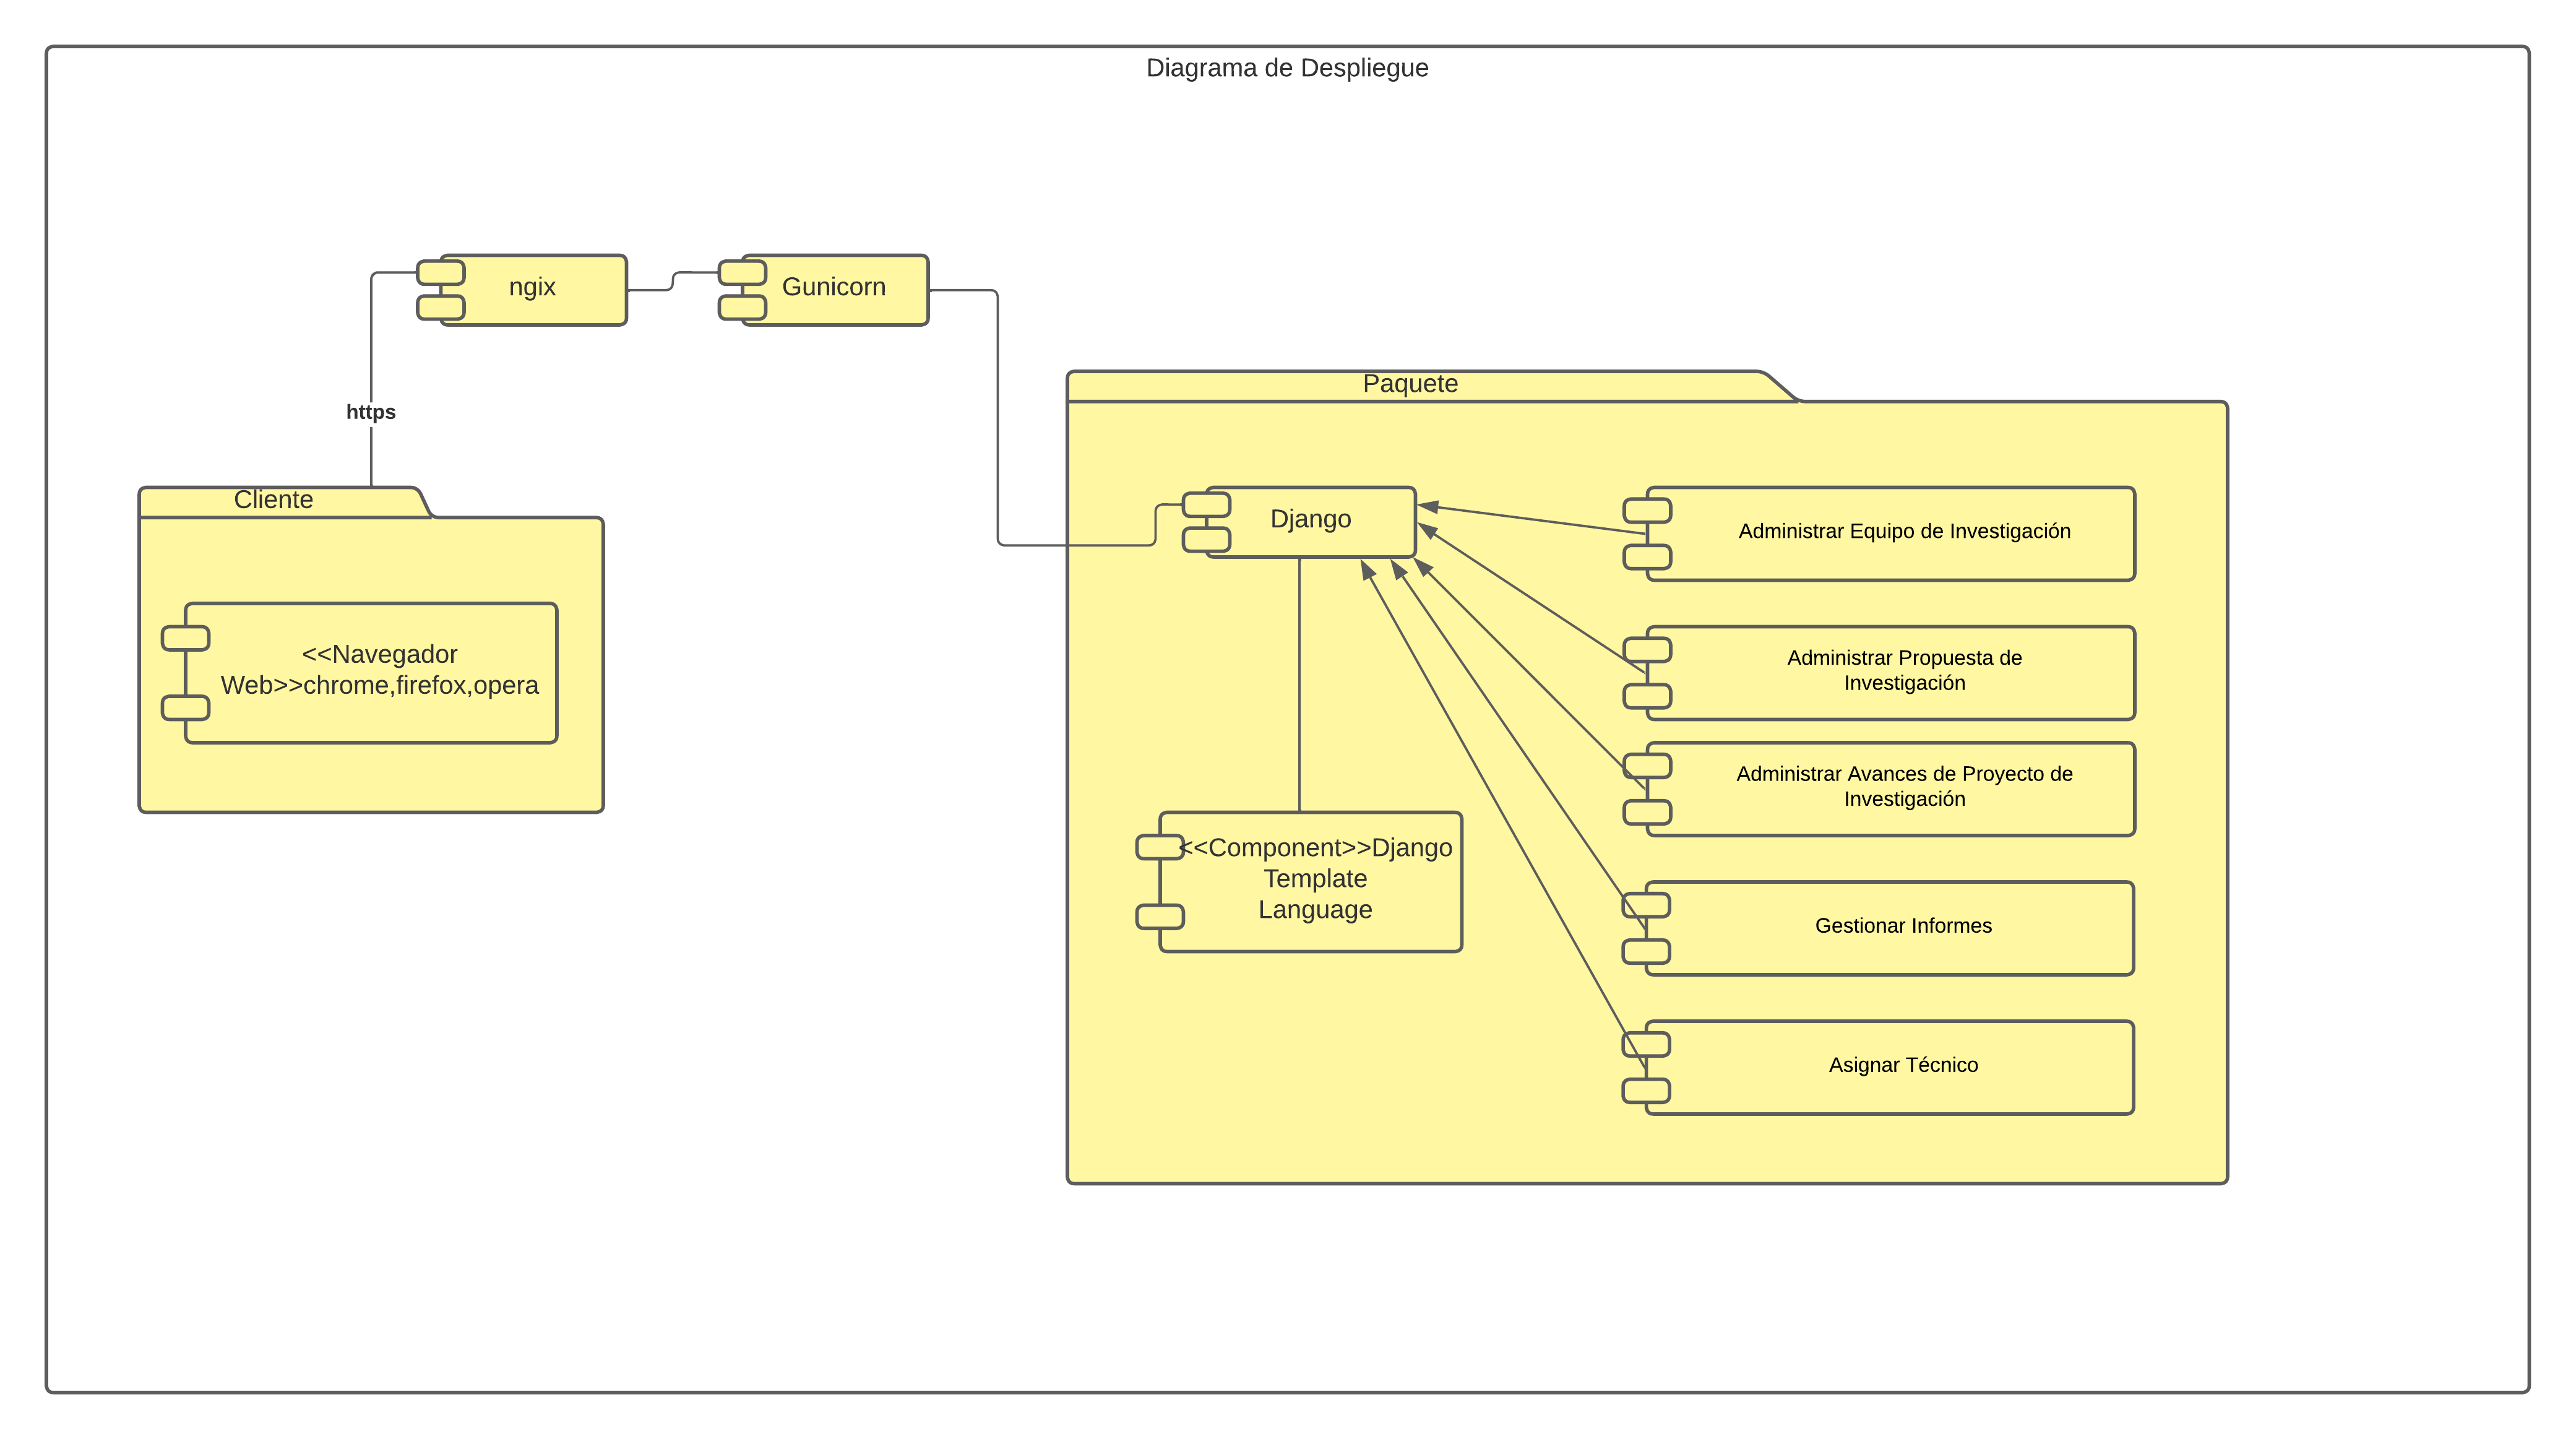 Diagrama de Despliegue
ngix
Gunicorn
https
Cliente
<<Navegador
Web>>chrome,firefox,opera
Paquete
Django
<<Component>>Django
Template
Language
Administrar Equipo de Investigación
Administrar Propuesta de
Investigación
Administrar Avances de Proyecto de
Investigación
Gestionar Informes
Asignar Técnico